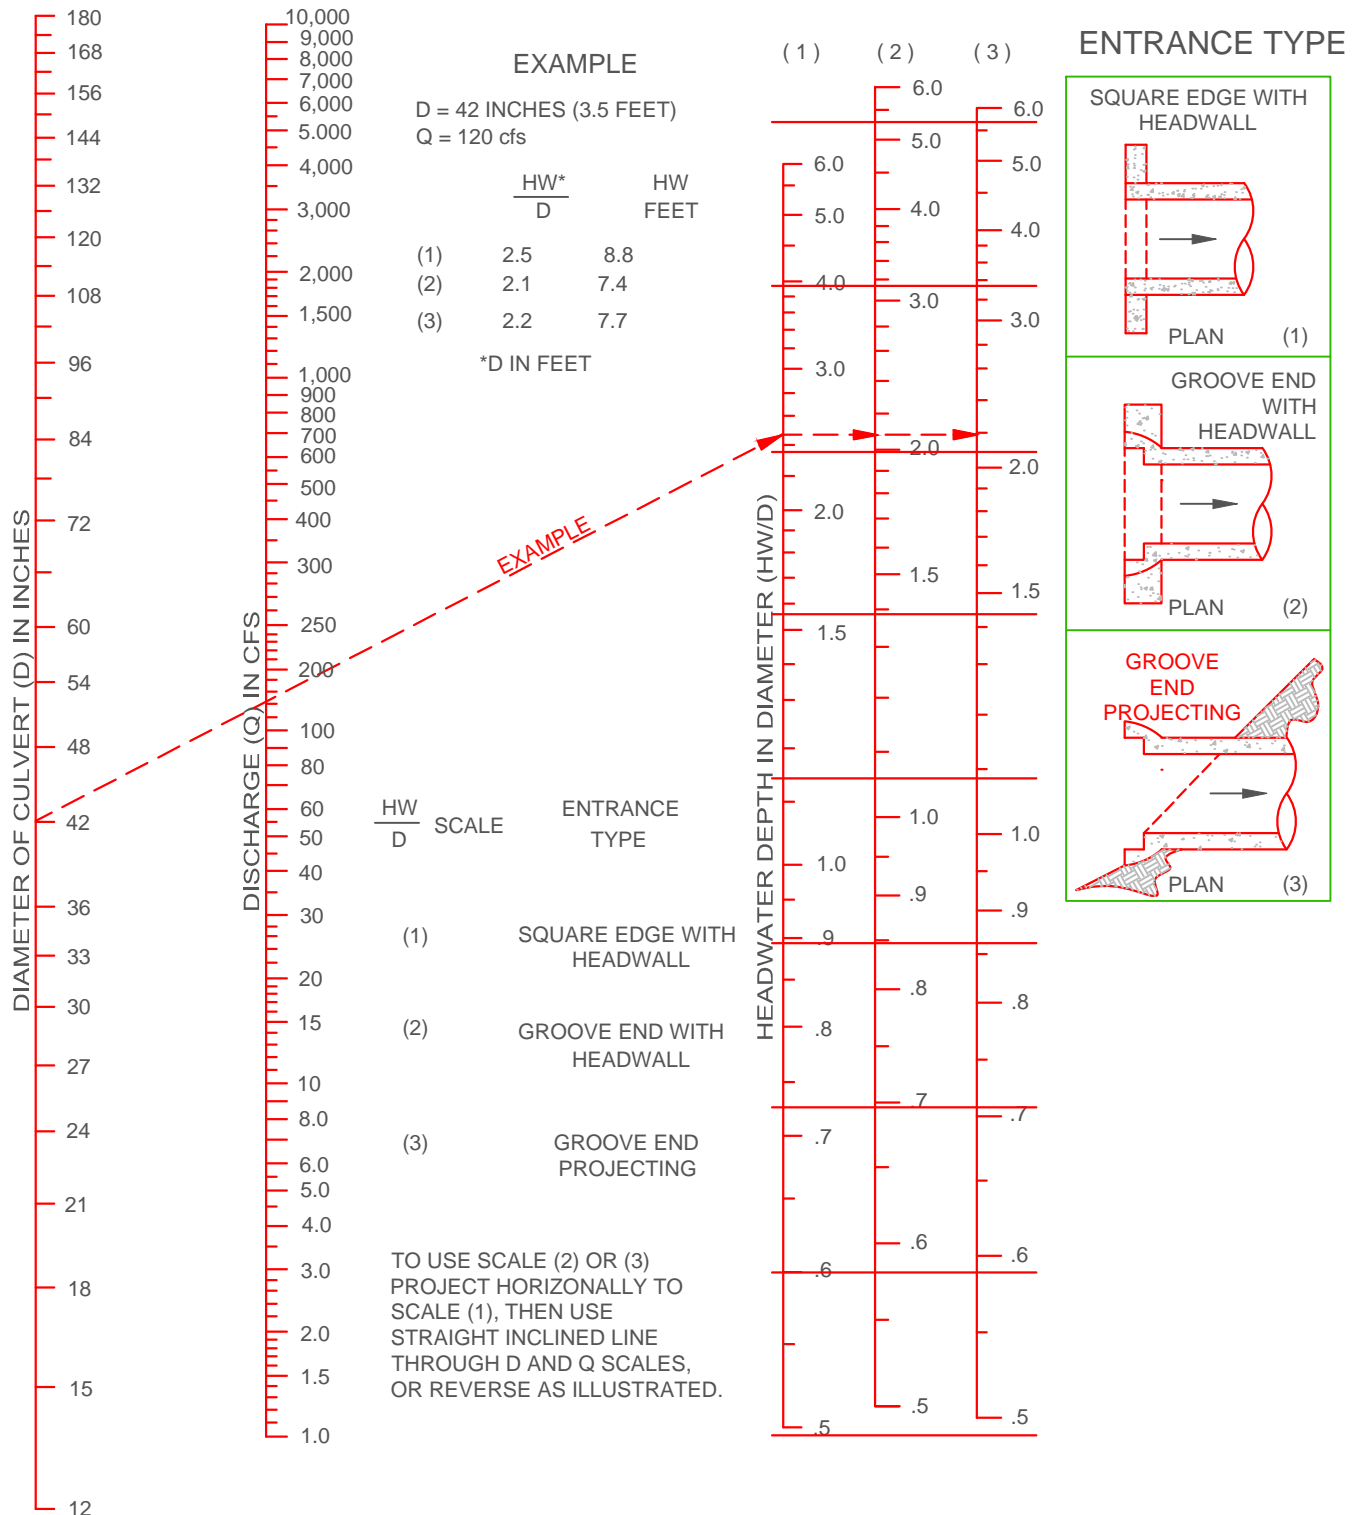 DIAMETER OF CULVERT (D) IN INCHES
180
168
156
144
132
120
108
96
84
72
60
54
48
42
36
33
30
27
24
21
18
15
12
DISCHARGE (Q) IN CFS
10,000
9,000
8,000
7,000
6,000
5.000
4,000
3,000
2,000
1,500
1,000
900
800
700
600
500
400
300
250
200
100
80
60
50
40
30
20
15
10
8.0
6.0
5.0
4.0
3.0
2.0
1.5
1.0
EXAMPLE
D = 42 INCHES (3.5 FEET)
Q = 120 cfs
HW* HW
D FEET
(1) 2.5 8.8
(2) 2.1 7.4
(3) 2.2 7.7
*D IN FEET
EXAMPLE
HW
D SCALE
ENTRANCE
TYPE
(1) SQUARE EDGE WITH
HEADWALL
(2) GROOVE END WITH
HEADWALL
(3) GROOVE END
PROJECTING
TO USE SCALE (2) OR (3)
PROJECT HORIZONALLY TO
SCALE (1), THEN USE
STRAIGHT INCLINED LINE
THROUGH D AND Q SCALES,
OR REVERSE AS ILLUSTRATED.
HEADWATER DEPTH IN DIAMETER (HW/D)
( 1 )
6.0
5.0
4.0
3.0
2.0
1.5
1.0
.9
.8
.7
.6
.5
( 2 )
6.0
5.0
4.0
3.0
2.0
1.5
1.0
.9
.8
.7
.6
.5
( 3 )
6.0
5.0
4.0
3.0
2.0
1.5
1.0
.9
.8
.7
.6
.5
ENTRANCE TYPE
SQUARE EDGE WITH
HEADWALL
PLAN (1)
GROOVE END
WITH
HEADWALL
PLAN (2)
GROOVE
END
PROJECTING
PLAN (3)